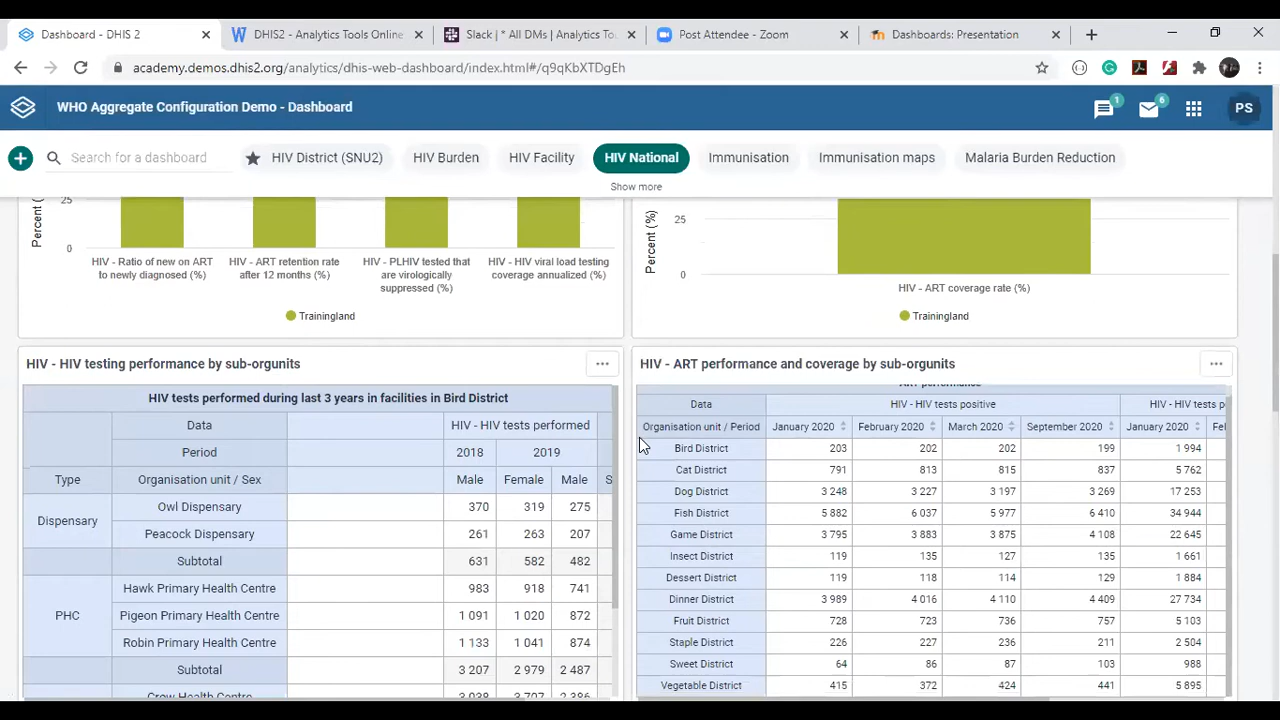 Dashboard - DHIS 2
DHIS2 - Analytics Tools Online
Slack | * All DMs | Analytics To
Post Attendee - Zoom
Dashboards: Presentation
academy.demos.dhis2.org/analytics/dhis-web-dashboard/index.html#/q9qKbXTDgEh
WHO Aggregate Configuration Demo - Dashboard
1
6
PS
Search for a dashboard
HIV District (SNU2)
HIV Burden
HIV Facility
HIV National
Immunisation
Immunisation maps
Malaria Burden Reduction
Show more
Percent (
25
0
HIV - Ratio of new on ART
to newly diagnosed (%)
HIV - ART retention rate
after 12 months (%)
HIV - PLHIV tested that
are virologically
suppressed (%)
HIV - HIV viral load testing
coverage annualized (%)
Trainingland
Percent (%)
25
0
HIV - ART coverage rate (%)
Trainingland
HIV - HIV testing performance by sub-orgunits
HIV tests performed during last 3 years in facilities in Bird District
Data HIV - HIV tests performed
Period 2018 2019
Type Organisation unit / Sex Male Female Male S
Dispensary
Owl Dispensary 370 319 275
Peacock Dispensary 261 263 207
Subtotal 631 582 482
PHC
Hawk Primary Health Centre 983 918 741
Pigeon Primary Health Centre 1 091 1 020 872
Robin Primary Health Centre 1 133 1 041 874
Subtotal 3 207 2 979 2 487
Crow Health Centre
HIV - ART performance and coverage by sub-orgunits
ART performance
Data HIV - HIV tests positive HIV - HIV tests p
Organisation unit / Period January 2020 February 2020 March 2020 September 2020 January 2020 Fel
Bird District 203 202 202 199 1 994
Cat District 791 813 815 837 5 762
Dog District 3 248 3 227 3 197 3 269 17 253
Fish District 5 882 6 037 5 977 6 410 34 944
Game District 3 795 3 883 3 875 4 108 22 645
Insect District 119 135 127 135 1 661
Dessert District 119 118 114 129 1 884
Dinner District 3 989 4 016 4 110 4 409 27 734
Fruit District 728 723 736 757 5 103
Staple District 226 227 236 211 2 504
Sweet District 64 86 87 103 988
Vegetable District 415 372 424 441 5 895